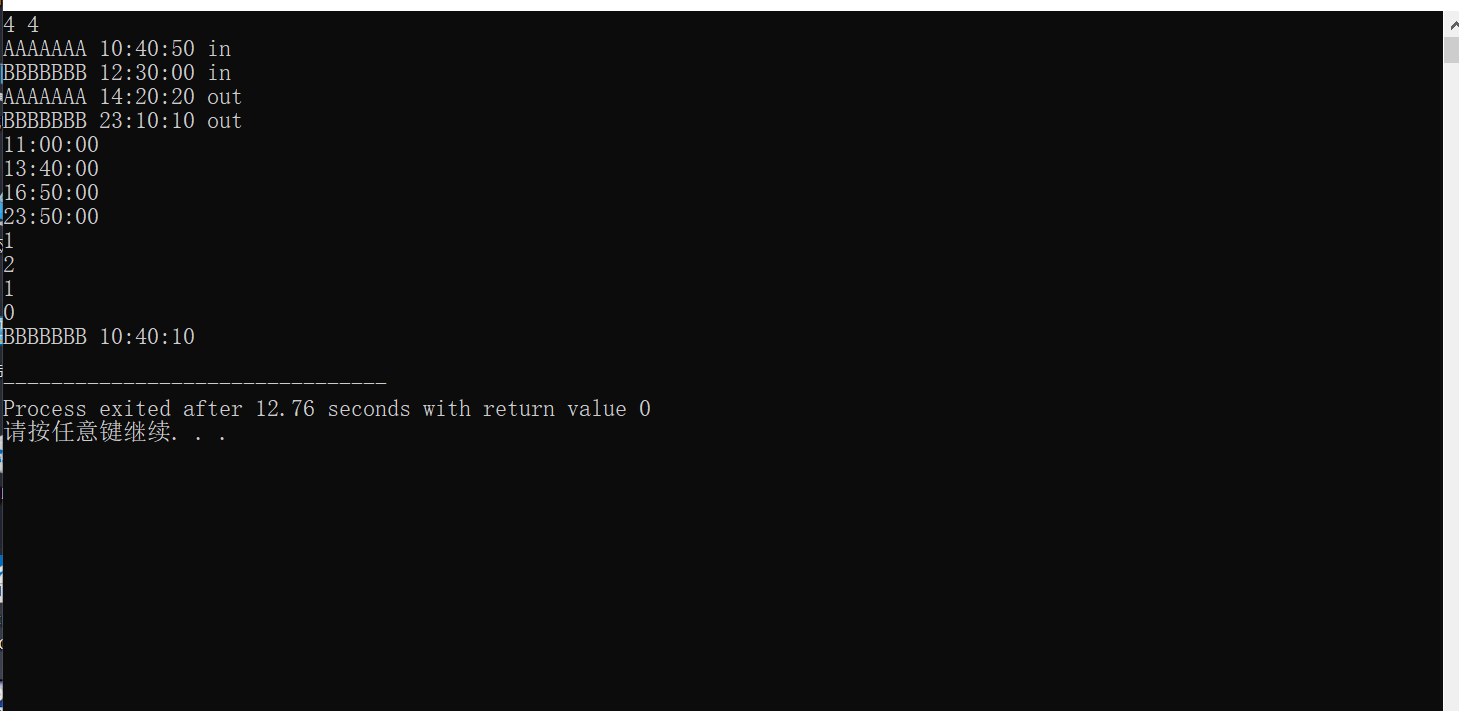 4 4
AAAAAAA 10:40:50 in
BBBBBBB 12:30:00 in
AAAAAAA 14:20:20 out
BBBBBBB 23:10:10 out
11:00:00
13:40:00
16:50:00
23:50:00
1
2
1
0
BBBBBBB 10:40:10
--------------------------------
Process exited after 12.76 seconds with return value 0
请按任意键继续. . .